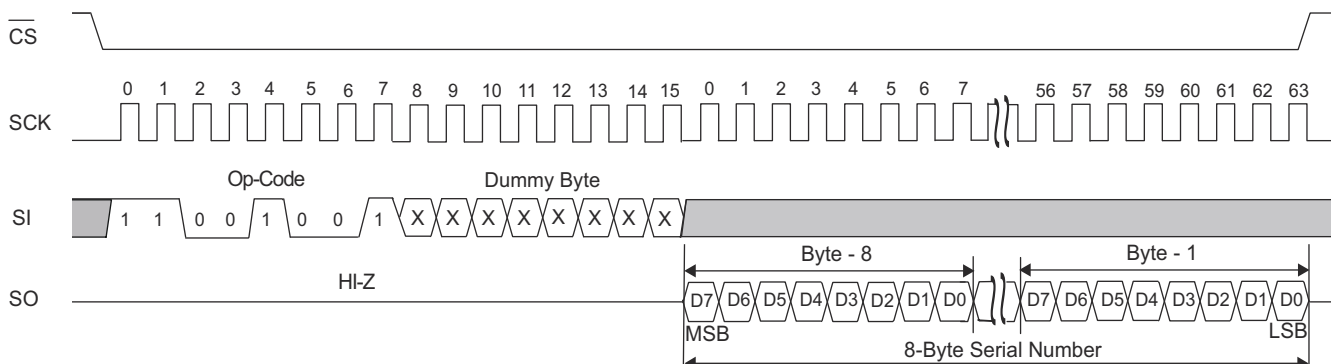 CS
SCK 0 1 2 3 4 5 6 7 8 9 10 11 12 13 14 15 0 1 2 3 4 5 6 7 56 57 58 59 60 61 62 63
Op-Code Dummy Byte
SI 1 1 0 0 1 0 0 1 X X X X X X X X
Byte - 8 Byte - 1
HI-Z
SO D7 D6 D5 D4 D3 D2 D1 D0 D7 D6 D5 D4 D3 D2 D1 D0
MSB LSB
8-Byte Serial Number